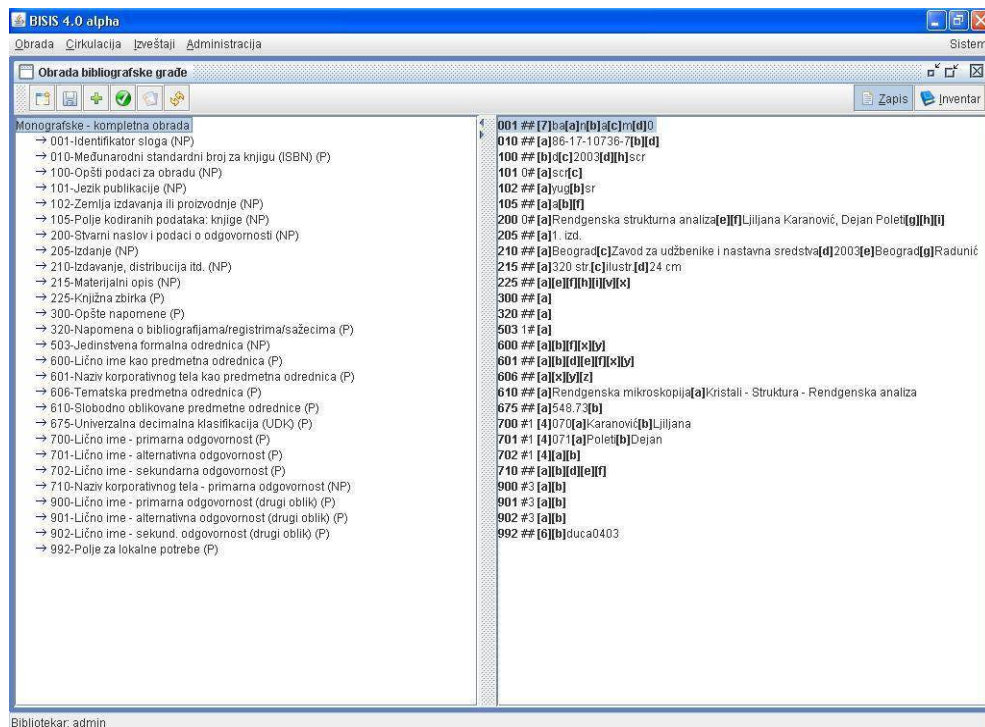 BISIS 4.0 alpha
Obrada Cirkulacija Izveštaji Administracija Sistem
Obrada bibliografske građe
Zapis Inventar
Monografske - kompletna obrada
001-Identifikator sloga (NP)
010-Međunarodni standardni broj za knjigu (ISBN) (P)
100-Opšti podaci za obradu (NP)
101-Jezik publikacije (NP)
102-Zemlja izdavanja ili proizvodnje (NP)
105-Polje kodiranih podataka: knjige (NP)
200-Stvarni naslov i podaci o odgovornosti (NP)
205-Izdanje (NP)
210-Izdavanje, distribucija itd. (NP)
215-Materijalni opis (NP)
225-Knjižna zbirka (P)
300-Opšte napomene (P)
320-Napomena o bibliografijama/registrima/sažecima (P)
503-Jedinstvena formalna odrednica (NP)
600-Lično ime kao predmetna odrednica (P)
601-Naziv korporativnog tela kao predmetna odrednica (P)
606-Tematska predmetna odrednica (P)
610-Slobodno oblikovane predmetne odrednice (P)
675-Univerzalna decimalna klasifikacija (UDK) (P)
700-Lično ime - primarna odgovornost (P)
701-Lično ime - alternativna odgovornost (P)
702-Lično ime - sekundarna odgovornost (P)
710-Naziv korporativnog tela - primarna odgovornost (NP)
900-Lično ime - primarna odgovornost (drugi oblik) (P)
901-Lično ime - alternativna odgovornost (drugi oblik) (P)
902-Lično ime - sekund. odgovornost (drugi oblik) (P)
992-Polje za lokalne potrebe (P)
001 ## [7]ba[a]n[b]a[c]m[d]0
010 ## [a]86-17-10736-7[b][d]
100 ## [b]d[c]2003[d][h]scr
101 0# [a]scr[c]
102 ## [a]yug[b]sr
105 ## [a]a[b][f]
200 0# [a]Rendgenska strukturna analiza[e][f]Ljiljana Karanović, Dejan Poleti[g][h][i]
205 ## [a]1. izd.
210 ## [a]Beograd[c]Zavod za udžbenike i nastavna sredstva[d]2003[e]Beograd[g]Radunić
215 ## [a]320 str.[c]ilustr.[d]24 cm
225 ## [a][e][f][h][i][v][x]
300 ## [a]
320 ## [a]
503 1# [a]
600 ## [a][b][f][x][y]
601 ## [a][b][d][e][f][x][y]
606 ## [a][x][y][z]
610 ## [a]Rendgenska mikroskopija[a]Kristali - Struktura - Rendgenska analiza
675 ## [a]548.73[b]
700 #1 [4]070[a]Karanović[b]Ljiljana
701 #1 [4]071[a]Poleti[b]Dejan
702 #1 [4][a][b]
710 ## [a][b][d][e][f]
900 #3 [a][b]
901 #3 [a][b]
902 #3 [a][b]
992 ## [6][b]duca0403
Bibliotekar: admin